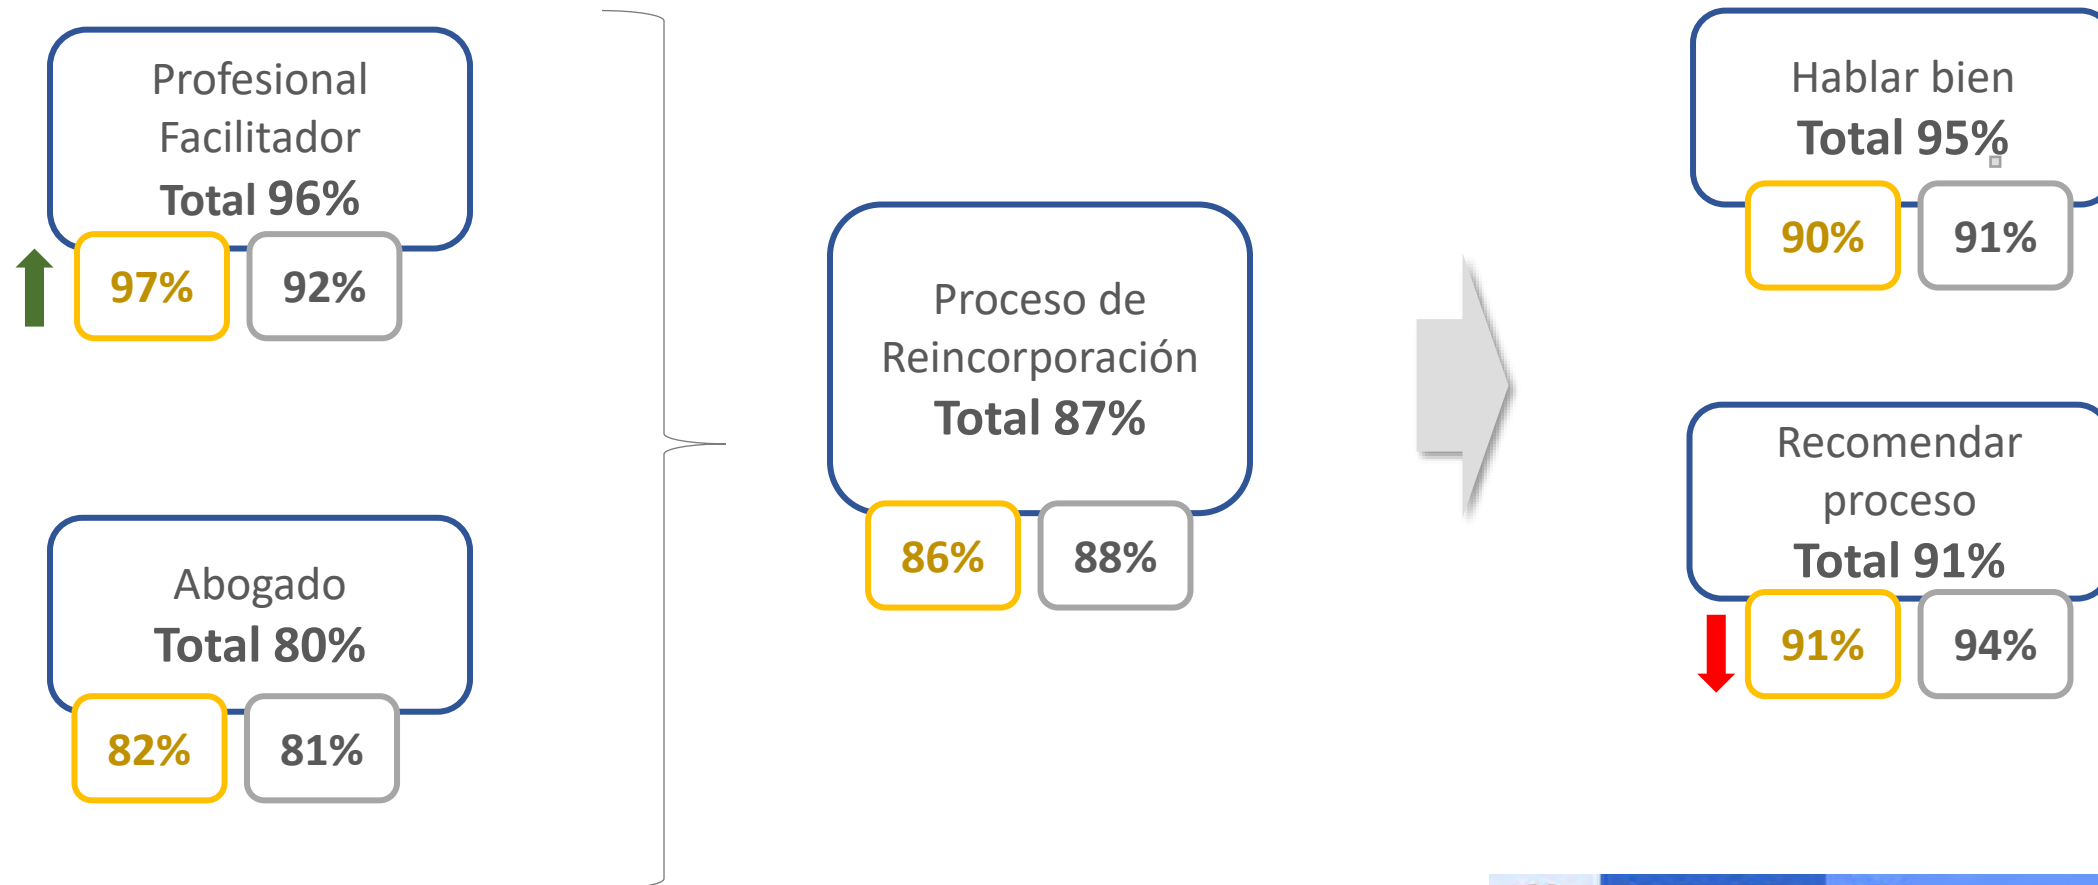 Profesional
Facilitador
Total 96%
97%
92%
Abogado
Total 80%
82%
81%
Proceso de
Reincorporación
Total 87%
86%
88%
Hablar bien
Total 95%
90%
91%
Recomendar
proceso
Total 91%
91%
94%